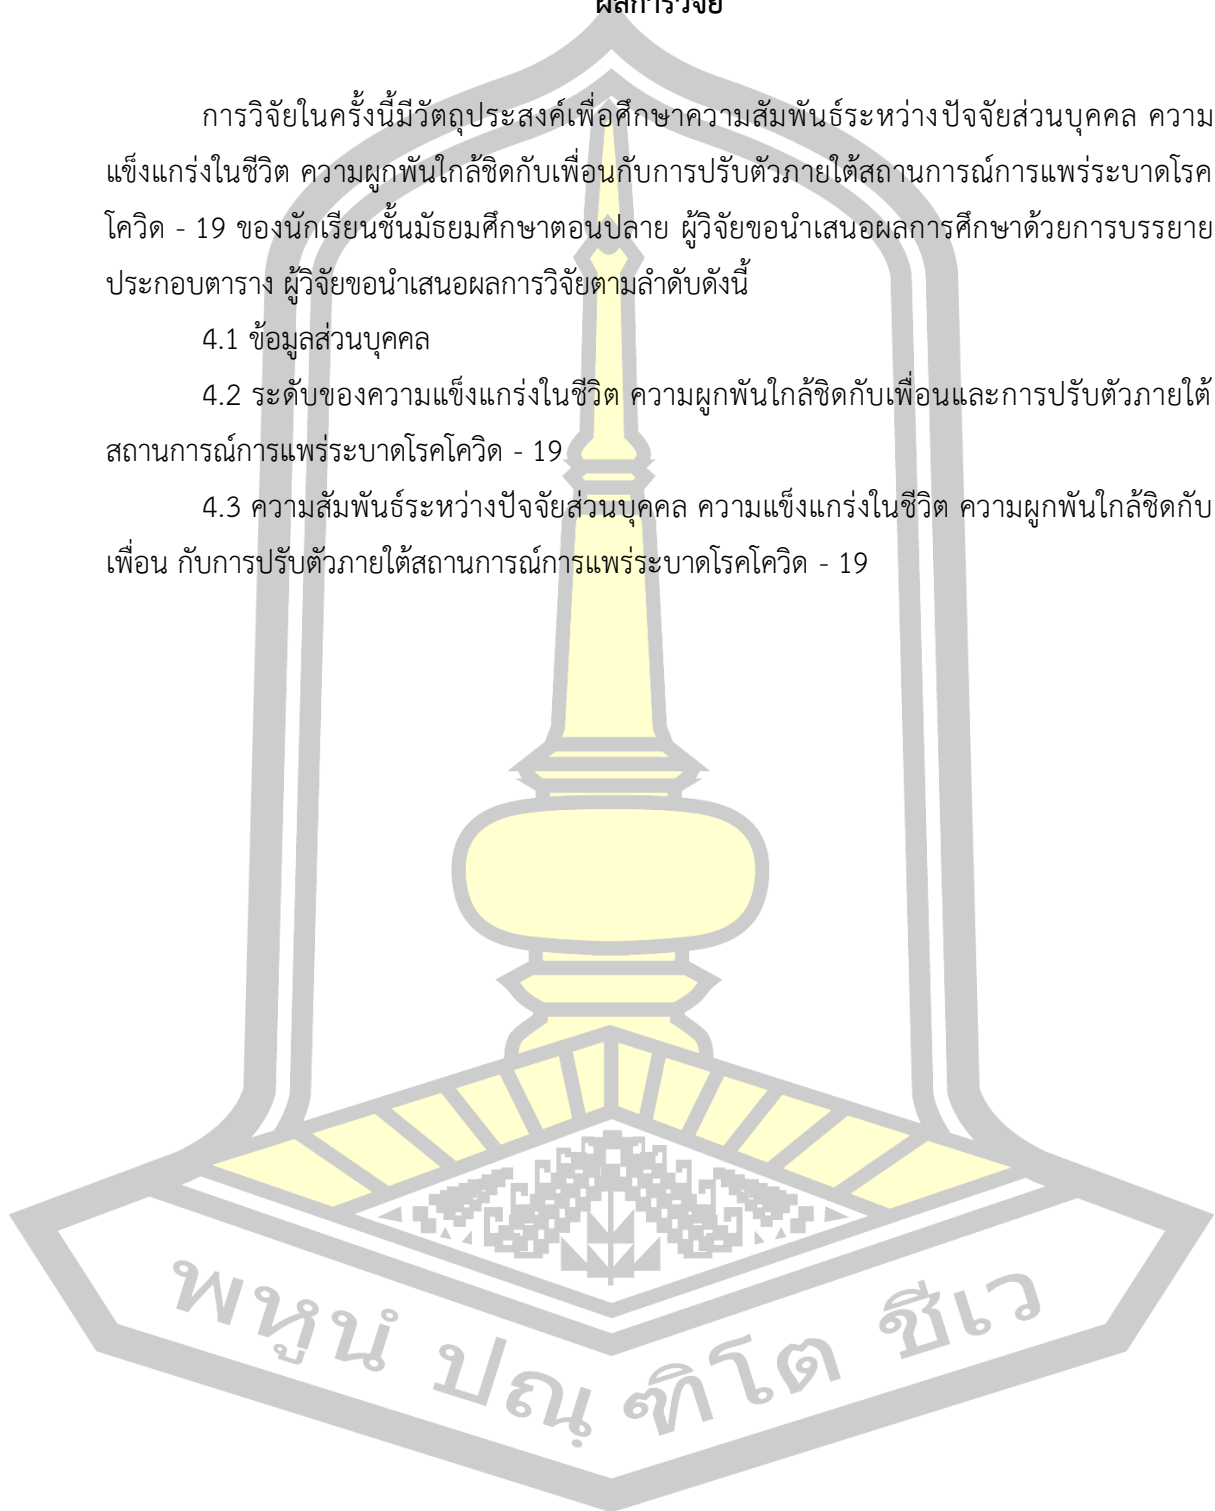 ผลการวิจัย
การวิจัยในครั้งนี้มีวัตถุประสงค์เพื่อศึกษาความสัมพันธ์ระหว่างปัจจัยส่วนบุคคล ความ
แข็งแกร่งในชีวิต ความผูกพันใกล้ชิดกับเพื่อนกับการปรับตัวภายใต้สถานการณ์การแพร่ระบาดโรค
โควิด - 19 ของนักเรียนชั้นมัธยมศึกษาตอนปลาย ผู้วิจัยขอนำเสนอผลการศึกษาด้วยการบรรยาย
ประกอบตาราง ผู้วิจัยขอนำเสนอผลการวิจัยตามลำดับดังนี้
4.1 ข้อมูลส่วนบุคคล
4.2 ระดับของความแข็งแกร่งในชีวิต ความผูกพันใกล้ชิดกับเพื่อนและการปรับตัวภายใต้
สถานการณ์การแพร่ระบาดโรคโควิด - 19
4.3 ความสัมพันธ์ระหว่างปัจจัยส่วนบุคคล ความแข็งแกร่งในชีวิต ความผูกพันใกล้ชิดกับ
เพื่อน กับการปรับตัวภายใต้สถานการณ์การแพร่ระบาดโรคโควิด - 19
พหูนํ ปณฺฑิโต ชีเว